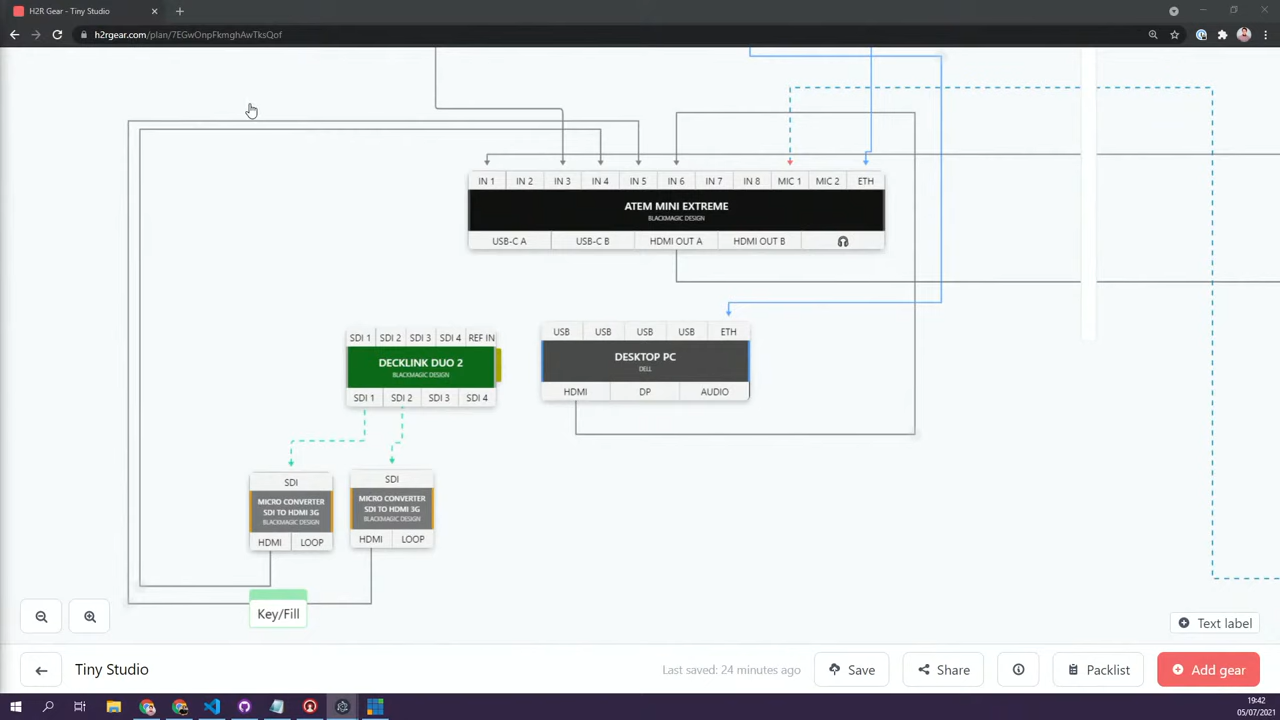 H2R Gear - Tiny Studio
h2rgear.com/plan/7EGwOnpFkmghAwTksQof
IN 1 IN 2 IN 3 IN 4 IN 5 IN 6 IN 7 IN 8 MIC 1 MIC 2 ETH
ATEM MINI EXTREME
BLACKMAGIC DESIGN
USB-C A USB-C B HDMI OUT A HDMI OUT B
SDI 1 SDI 2 SDI 3 SDI 4 REF IN
DECKLINK DUO 2
BLACKMAGIC DESIGN
SDI 1 SDI 2 SDI 3 SDI 4
USB USB USB USB ETH
DESKTOP PC
DELL
HDMI DP AUDIO
SDI
MICRO CONVERTER
SDI TO HDMI 3G
BLACKMAGIC DESIGN
HDMI LOOP
SDI
MICRO CONVERTER
SDI TO HDMI 3G
BLACKMAGIC DESIGN
HDMI LOOP
Key/Fill
Text label
Tiny Studio
Last saved: 24 minutes ago
Save
Share
Packlist
Add gear
19:42
05/07/2021